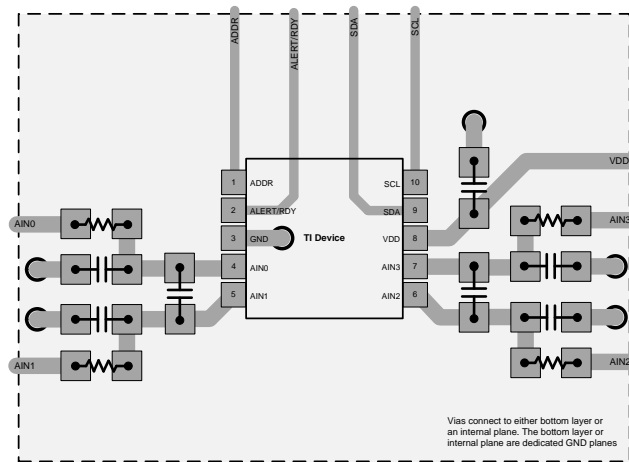 ADDR
ALERT/RDY
SDA
SCL
VDD
1 ADDR
SCL 10
2 ALERT/RDY
SDA 9
3 GND
TI Device
VDD 8
4 AIN0
AIN3 7
5 AIN1
AIN2 6
AIN0
AIN3
AIN1
AIN2
Vias connect to either bottom layer or
an internal plane. The bottom layer or
internal plane are dedicated GND planes